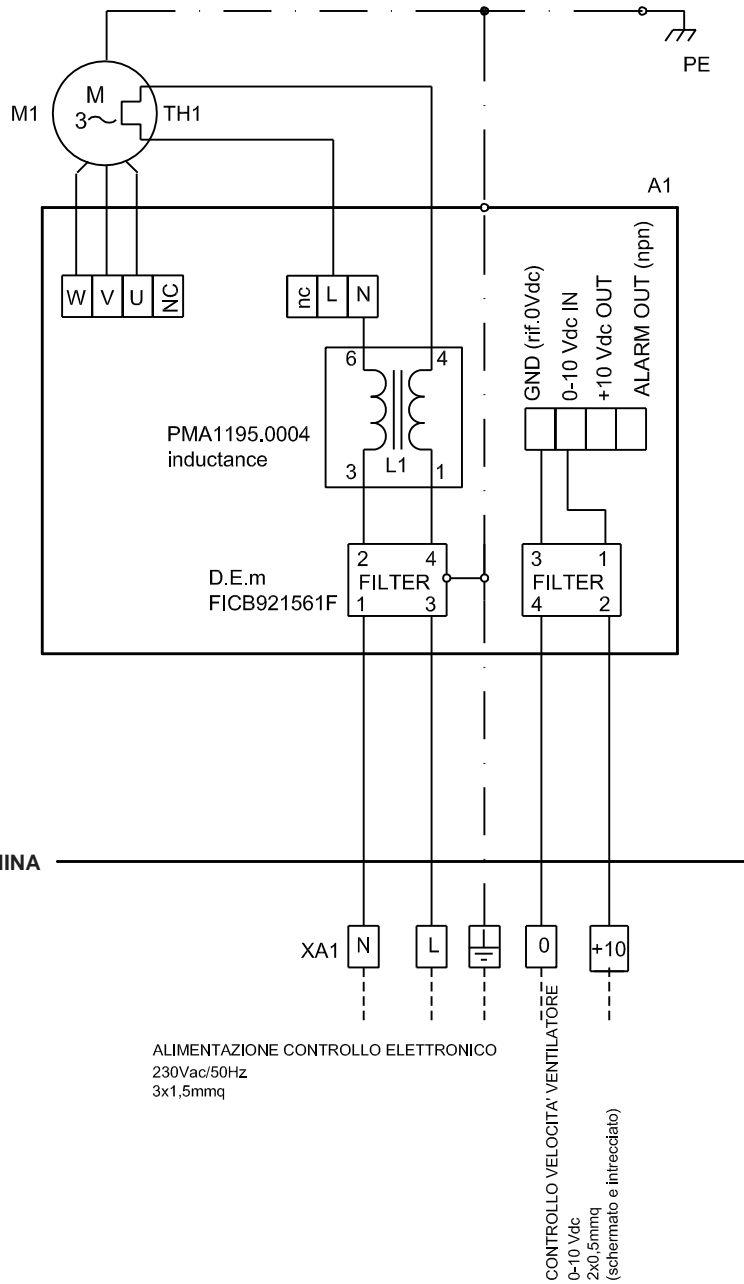 PE
M1
M
3~
TH1
A1
W V U NC
nc L N
GND (rif.0Vdc)
0-10 Vdc IN
+10 Vdc OUT
ALARM OUT (npn)
6 4
PMA1195.0004
inductance
L1
3 1
D.E.m
FICB921561F
2 4
FILTER
1 3
3 1
FILTER
4 2
XA1 N L 0 +10
ALIMENTAZIONE CONTROLLO ELETTRONICO
230Vac/50Hz
3x1,5mmq
CONTROLLO VELOCITA' VENTILATORE
0-10 Vdc
2x0,5mmq
(schermato e intrecciato)